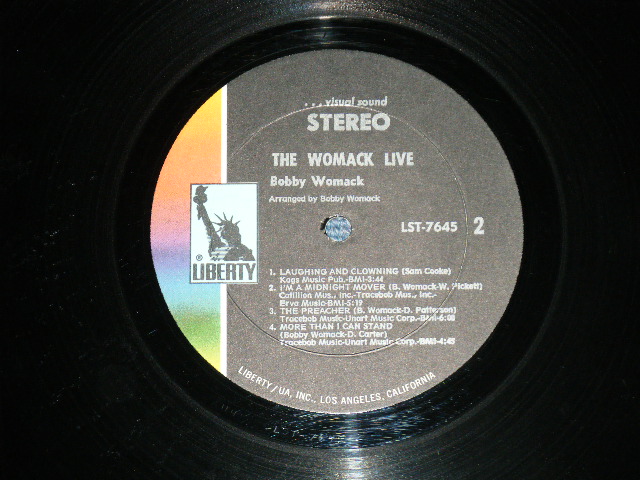 ...visual sound
STEREO
THE WOMACK LIVE
Bobby Womack
Arranged by Bobby Womack
LST-7645 2
® LIBERTY
1. LAUGHING AND CLOWNING (Sam Cooke)
Kags Music Pub.-BMI-3:44
2. I'M A MIDNIGHT MOVER (B. Womack-W. Pickett)
Cotillion Mus., Inc.-Tracebob Mus., Inc.
Erva Music-BMI-5:19
3. THE PREACHER (B. Womack-D. Patterson)
Tracebob Music-Unart Music Corp.-BMI-6:08
4. MORE THAN I CAN STAND
(Bobby Womack-D. Carter)
Tracebob Music-Unart Music Corp.-BMI-4:45
LIBERTY/UA, INC., LOS ANGELES, CALIFORNIA